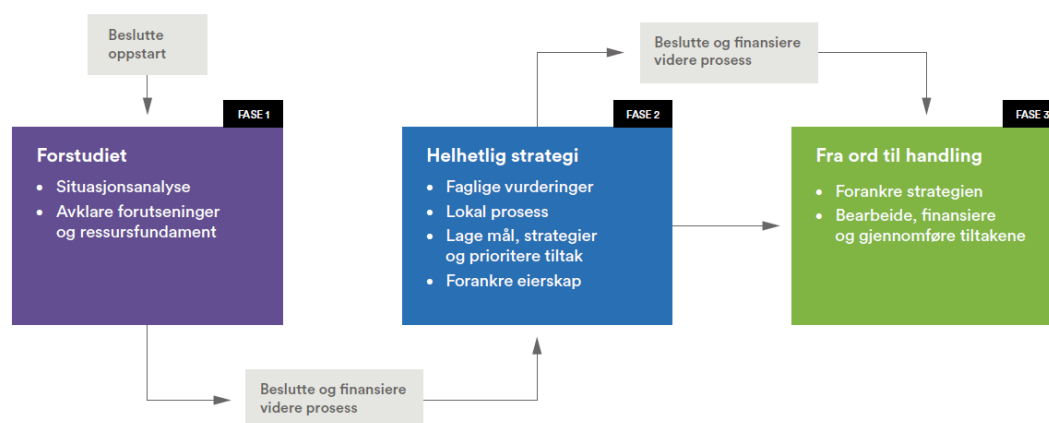 Beslutte
oppstart
FASE 1
Forstudiet
• Situasjonsanalyse
• Avklare forutseninger
og ressursfundament
Beslutte og finansiere
videre prosess
FASE 2
Helhetlig strategi
• Faglige vurderinger
• Lokal prosess
• Lage mål, strategier
og prioritere tiltak
• Forankre eierskap
Beslutte og finansiere
videre prosess
FASE 3
Fra ord til handling
• Forankre strategien
• Bearbeide, finansiere
og gjennomføre tiltakene